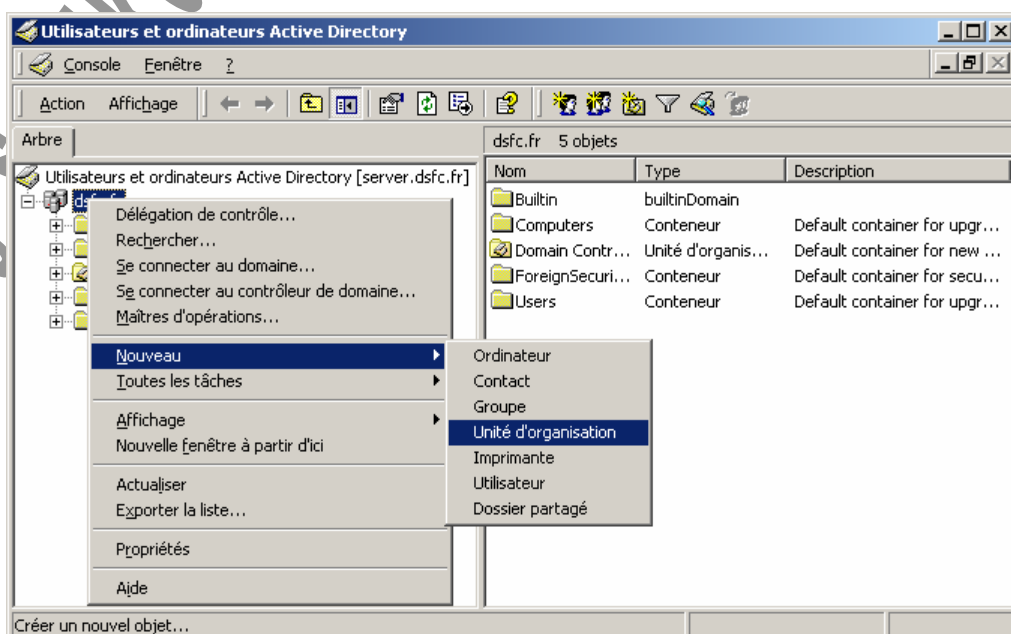 Utilisateurs et ordinateurs Active Directory
Console Fenêtre ?
Action Affichage
Arbre
dsfc.fr 5 objets
Utilisateurs et ordinateurs Active Directory [server.dsfc.fr]
Nom Type Description
Builtin builtinDomain
Computers Conteneur Default container for upgr...
Domain Contr... Unité d'organis... Default container for new ...
ForeignSecuri... Conteneur Default container for secu...
Users Conteneur Default container for upgr...
Délégation de contrôle...
Rechercher...
Se connecter au domaine...
Se connecter au contrôleur de domaine...
Maîtres d'opérations...
Nouveau
Toutes les tâches
Affichage
Nouvelle fenêtre à partir d'ici
Actualiser
Exporter la liste...
Propriétés
Aide
Ordinateur
Contact
Groupe
Unité d'organisation
Imprimante
Utilisateur
Dossier partagé
Créer un nouvel objet...